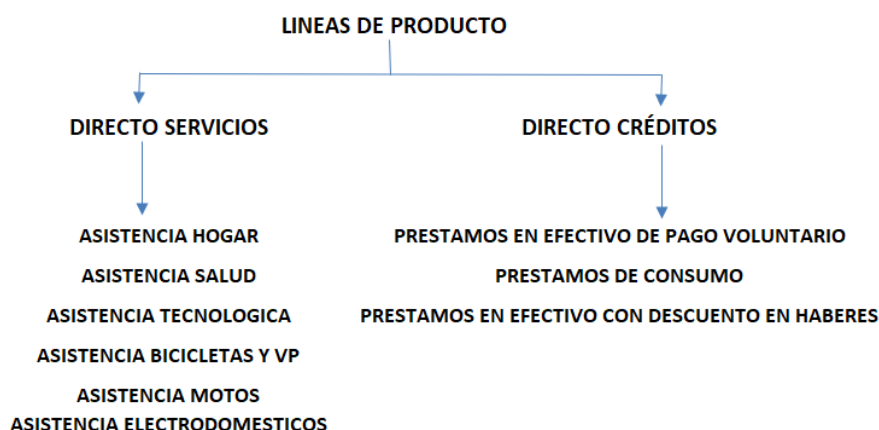 LINEAS DE PRODUCTO
DIRECTO SERVICIOS
DIRECTO CRÉDITOS
ASISTENCIA HOGAR
ASISTENCIA SALUD
ASISTENCIA TECNOLOGICA
ASISTENCIA BICICLETAS Y VP
ASISTENCIA MOTOS
ASISTENCIA ELECTRODOMESTICOS
PRESTAMOS EN EFECTIVO DE PAGO VOLUNTARIO
PRESTAMOS DE CONSUMO
PRESTAMOS EN EFECTIVO CON DESCUENTO EN HABERES